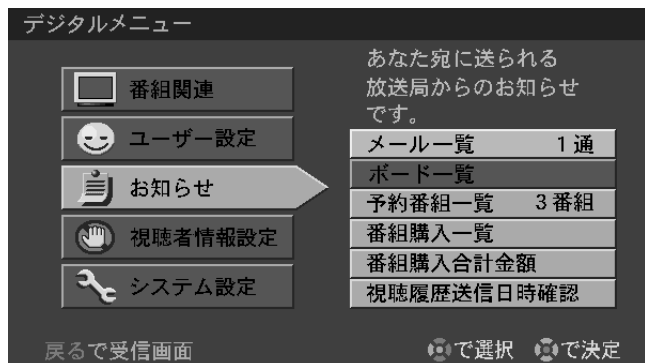 デジタルメニュー
番組関連
ユーザー設定
お知らせ
視聴者情報設定
システム設定
あなた宛に送られる
放送局からのお知らせ
です。
メール一覧 1通
ボード一覧
予約番組一覧 3番組
番組購入一覧
番組購入合計金額
視聴履歴送信日時確認
戻るで受信画面
で選択 で決定